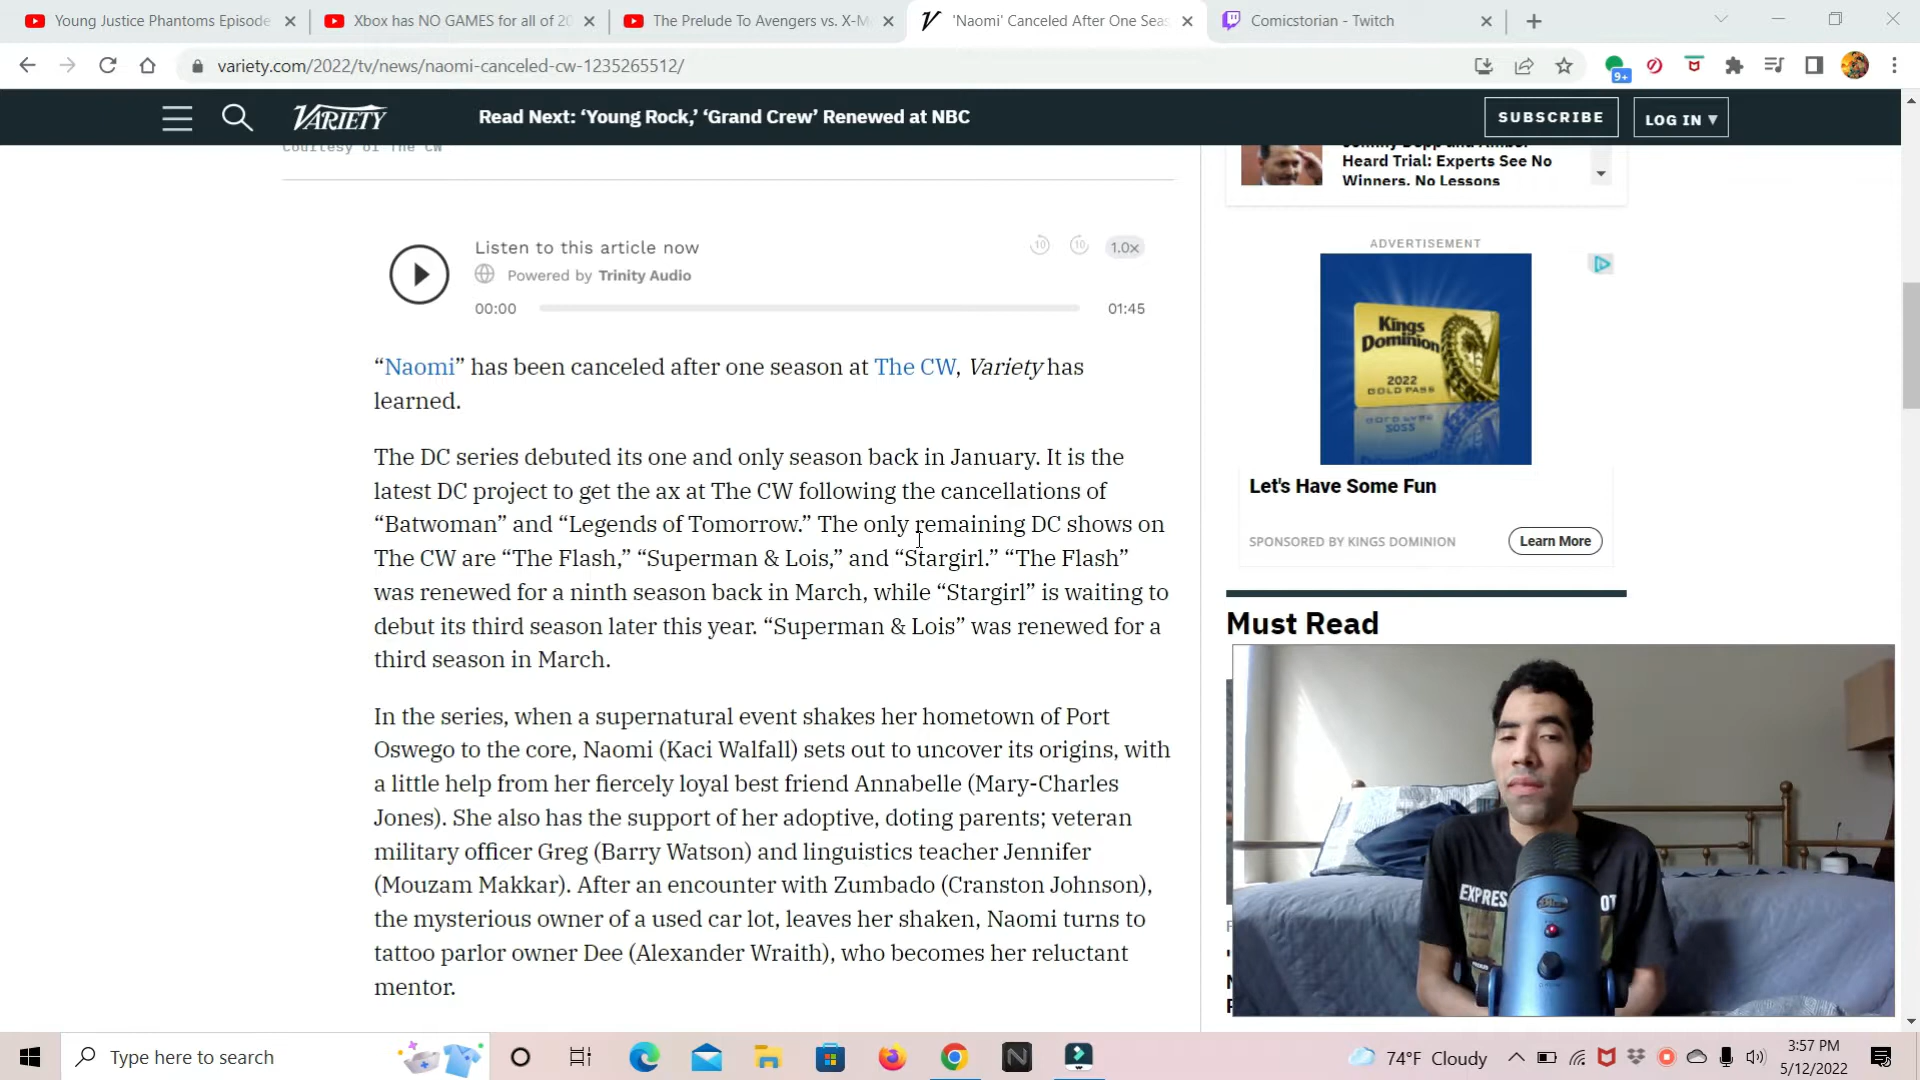 Young Justice Phantoms Episode
Xbox has NO GAMES for all of 20
The Prelude To Avengers vs. X-M
'Naomi' Canceled After One Seas
Comicstorian - Twitch
variety.com/2022/tv/news/naomi-canceled-cw-1235265512/
9+
VARIETY
Read Next: ‘Young Rock,’ ‘Grand Crew’ Renewed at NBC
SUBSCRIBE
LOG IN ▼
Courtesy of The CW
Johnny Depp and Amber
Heard Trial: Experts See No
Winners, No Lessons
Listen to this article now
10
10
1.0x
Powered by Trinity Audio
00:00
01:45
“Naomi” has been canceled after one season at The CW, Variety has
learned.
The DC series debuted its one and only season back in January. It is the
latest DC project to get the ax at The CW following the cancellations of
“Batwoman” and “Legends of Tomorrow.” The only remaining DC shows on
The CW are “The Flash,” “Superman & Lois,” and “Stargirl.” “The Flash”
was renewed for a ninth season back in March, while “Stargirl” is waiting to
debut its third season later this year. “Superman & Lois” was renewed for a
third season in March.
In the series, when a supernatural event shakes her hometown of Port
Oswego to the core, Naomi (Kaci Walfall) sets out to uncover its origins, with
a little help from her fiercely loyal best friend Annabelle (Mary-Charles
Jones). She also has the support of her adoptive, doting parents; veteran
military officer Greg (Barry Watson) and linguistics teacher Jennifer
(Mouzam Makkar). After an encounter with Zumbado (Cranston Johnson),
the mysterious owner of a used car lot, leaves her shaken, Naomi turns to
tattoo parlor owner Dee (Alexander Wraith), who becomes her reluctant
mentor.
ADVERTISEMENT
Kings
Dominion
2022
GOLD PASS
Let's Have Some Fun
SPONSORED BY KINGS DOMINION
Learn More
Must Read
EXPRES
OT
Type here to search
74°F Cloudy
3:57 PM
5/12/2022